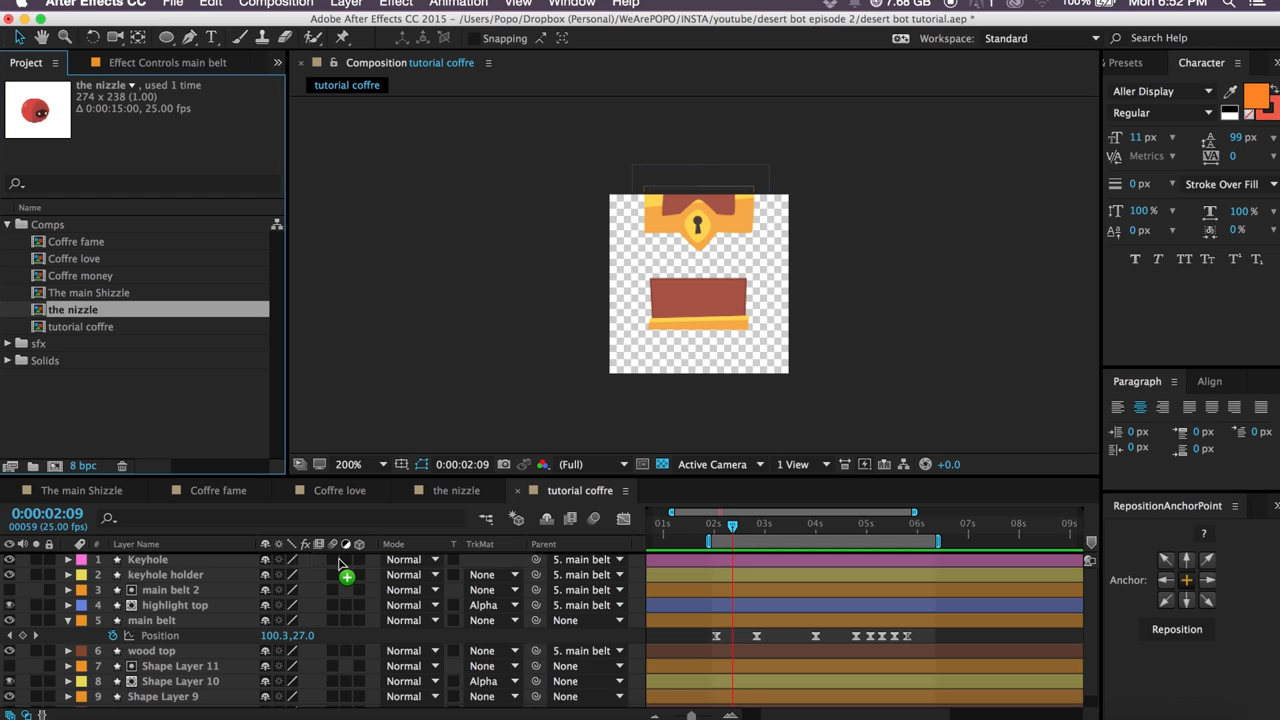 After Effects CC File Edit Composition Layer Effect Animation View Window Help 7.68 GB 1 100% Mon 6:52 PM
Adobe After Effects CC 2015 - /Users/Popo/Dropbox (Personal)/WeArePOPO/INSTA/youtube/desert bot episode 2/desert bot tutorial.aep *
T Snapping Workspace: Standard Search Help
Project Effect Controls main belt » × Composition tutorial coffre Presets Character »
the nizzle ▾ , used 1 time
274 x 238 (1.00)
Δ 0:00:15:00, 25.00 fps
tutorial coffre
Aller Display
Regular
11 px 99 px
Metrics 0
0 px Stroke Over Fill
100 % 100 %
0 px 0 %
T T TT Tт T¹ T₁
Name
Comps
Coffre fame
Coffre love
Coffre money
The main Shizzle
the nizzle
tutorial coffre
sfx
Solids
Paragraph Align
0 px 0 px 0 px
0 px 0 px
8 bpc 200% 0:00:02:09 (Full) Active Camera 1 View +0.0
The main Shizzle Coffre fame Coffre love the nizzle × tutorial coffre
RepositionAnchorPoint
?
Anchor:
Reposition
0:00:02:09
00059 (25.00 fps)
01s 02s 03s 04s 05s 06s 07s 08s 09s
# Layer Name fx Mode T TrkMat Parent
1 Keyhole Normal 5. main belt
2 keyhole holder Normal None 5. main belt
3 main belt 2 Normal None 5. main belt
4 highlight top Normal Alpha 5. main belt
5 main belt Normal None None
Position 100.3,27.0
6 wood top Normal None 5. main belt
7 Shape Layer 11 Normal None None
8 Shape Layer 10 Normal Alpha None
9 Shape Layer 9 Normal None None